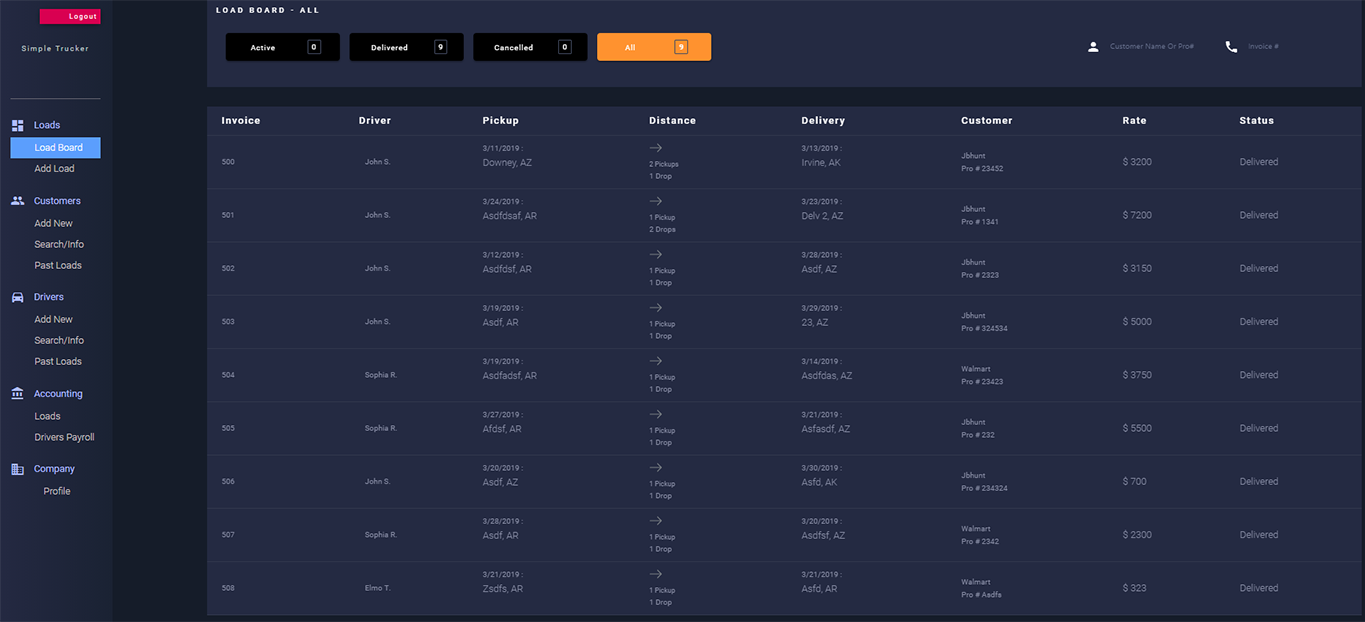 Logout
Simple Trucker
Loads
Load Board
Add Load
Customers
Add New
Search/Info
Past Loads
Drivers
Add New
Search/Info
Past Loads
Accounting
Loads
Drivers Payroll
Company
Profile
LOAD BOARD - ALL
Active 0
Delivered 9
Cancelled 0
All 9
Customer Name Or Pro#
Invoice #
Invoice Driver Pickup Distance Delivery Customer Rate Status
3/11/2019 : 3/13/2019 :
500 John S. Downey, AZ 2 Pickups Irvine, AK Jbhunt $ 3200 Delivered
1 Drop Pro # 23452
3/24/2019 : 3/23/2019 :
501 John S. Asdfdsaf, AR 1 Pickup Delv 2, AZ Jbhunt $ 7200 Delivered
2 Drops Pro # 1341
3/12/2019 : 3/28/2019 :
502 John S. Asdfdsf, AR 1 Pickup Asdf, AZ Jbhunt $ 3150 Delivered
1 Drop Pro # 2323
3/19/2019 : 3/29/2019 :
503 John S. Asdf, AR 1 Pickup 23, AZ Jbhunt $ 5000 Delivered
1 Drop Pro # 324534
3/19/2019 : 3/14/2019 :
504 Sophia R. Asdfadsf, AR 1 Pickup Asdfdas, AZ Walmart $ 3750 Delivered
1 Drop Pro # 23423
3/27/2019 : 3/21/2019 :
505 Sophia R. Afdsf, AR 1 Pickup Asfasdf, AZ Jbhunt $ 5500 Delivered
1 Drop Pro # 232
3/20/2019 : 3/30/2019 :
506 John S. Asdf, AZ 1 Pickup Asfd, AK Jbhunt $ 700 Delivered
1 Drop Pro # 234324
3/28/2019 : 3/20/2019 :
507 Sophia R. Asdf, AR 1 Pickup Asdfsf, AZ Walmart $ 2300 Delivered
1 Drop Pro # 2342
3/21/2019 : 3/21/2019 :
508 Elmo T. Zsdfs, AR 1 Pickup Asfd, AR Walmart $ 323 Delivered
1 Drop Pro # Asdfs